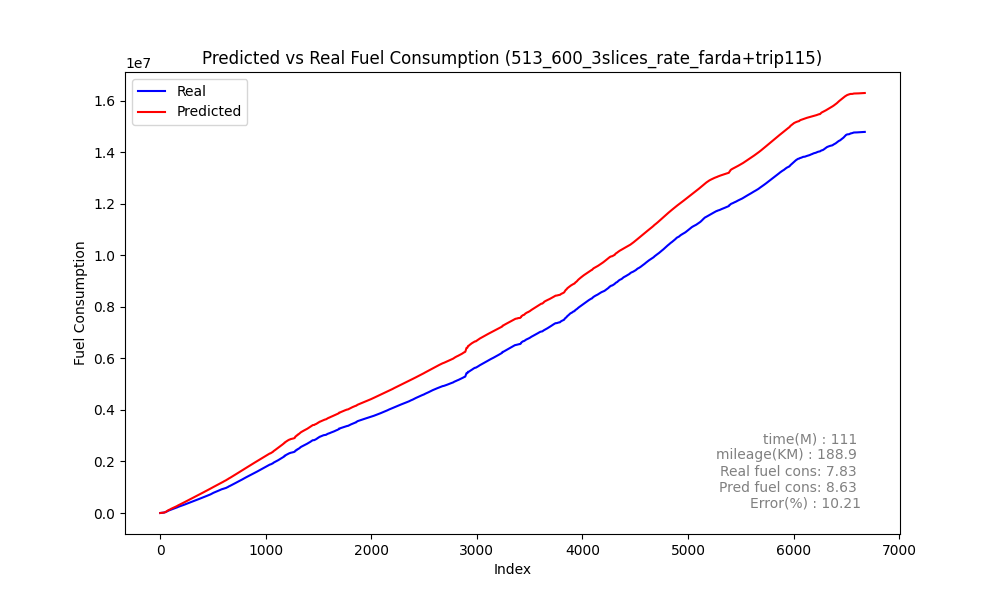 Predicted vs Real Fuel Consumption (513_600_3slices_rate_farda+trip115)
1e7
Real
Predicted
1.6
1.4
1.2
1.0
0.8
0.6
0.4
0.2
0.0
Fuel Consumption
time(M) : 111
mileage(KM) : 188.9
Real fuel cons: 7.83
Pred fuel cons: 8.63
Error(%) : 10.21
0 1000 2000 3000 4000 5000 6000 7000
Index